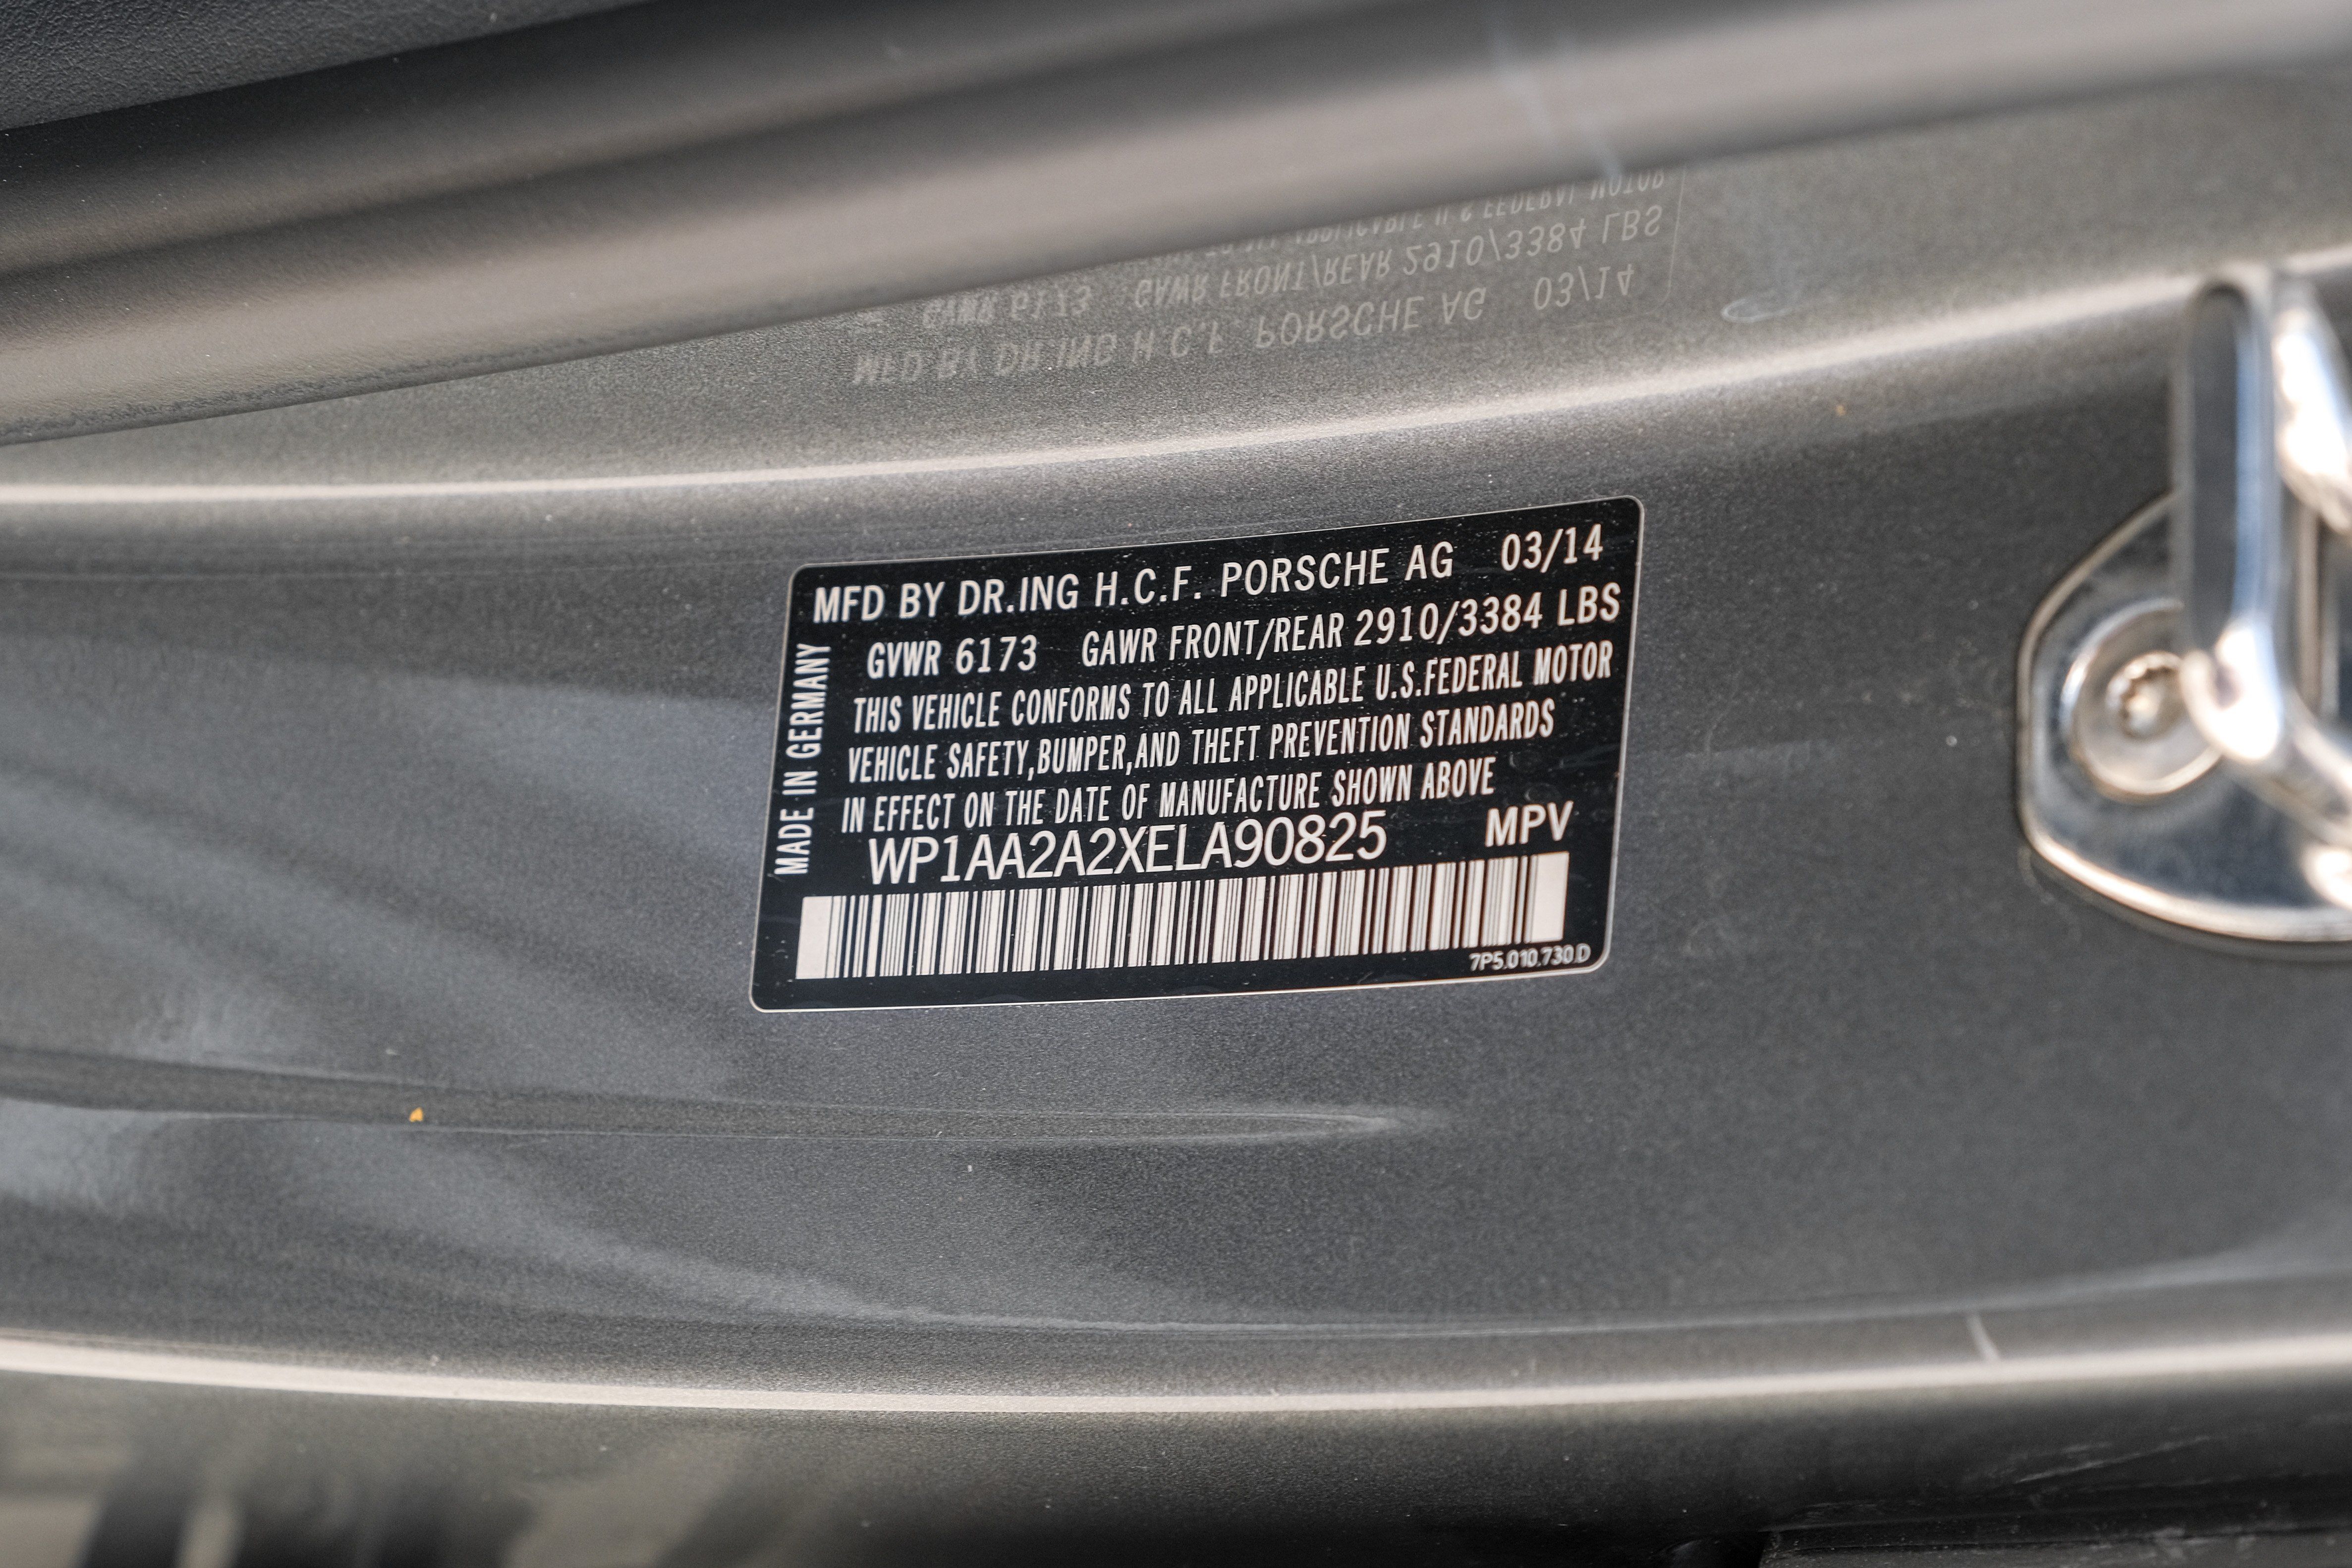 MFD BY DR.ING H.C.F. PORSCHE AG 03/14
GVWR 6173 GAWR FRONT/REAR 2910/3384 LBS
THIS VEHICLE CONFORMS TO ALL APPLICABLE U.S.FEDERAL MOTOR
VEHICLE SAFETY,BUMPER,AND THEFT PREVENTION STANDARDS
IN EFFECT ON THE DATE OF MANUFACTURE SHOWN ABOVE
WP1AA2A2XELA90825 MPV
7P5.010.730.D
MADE IN GERMANY